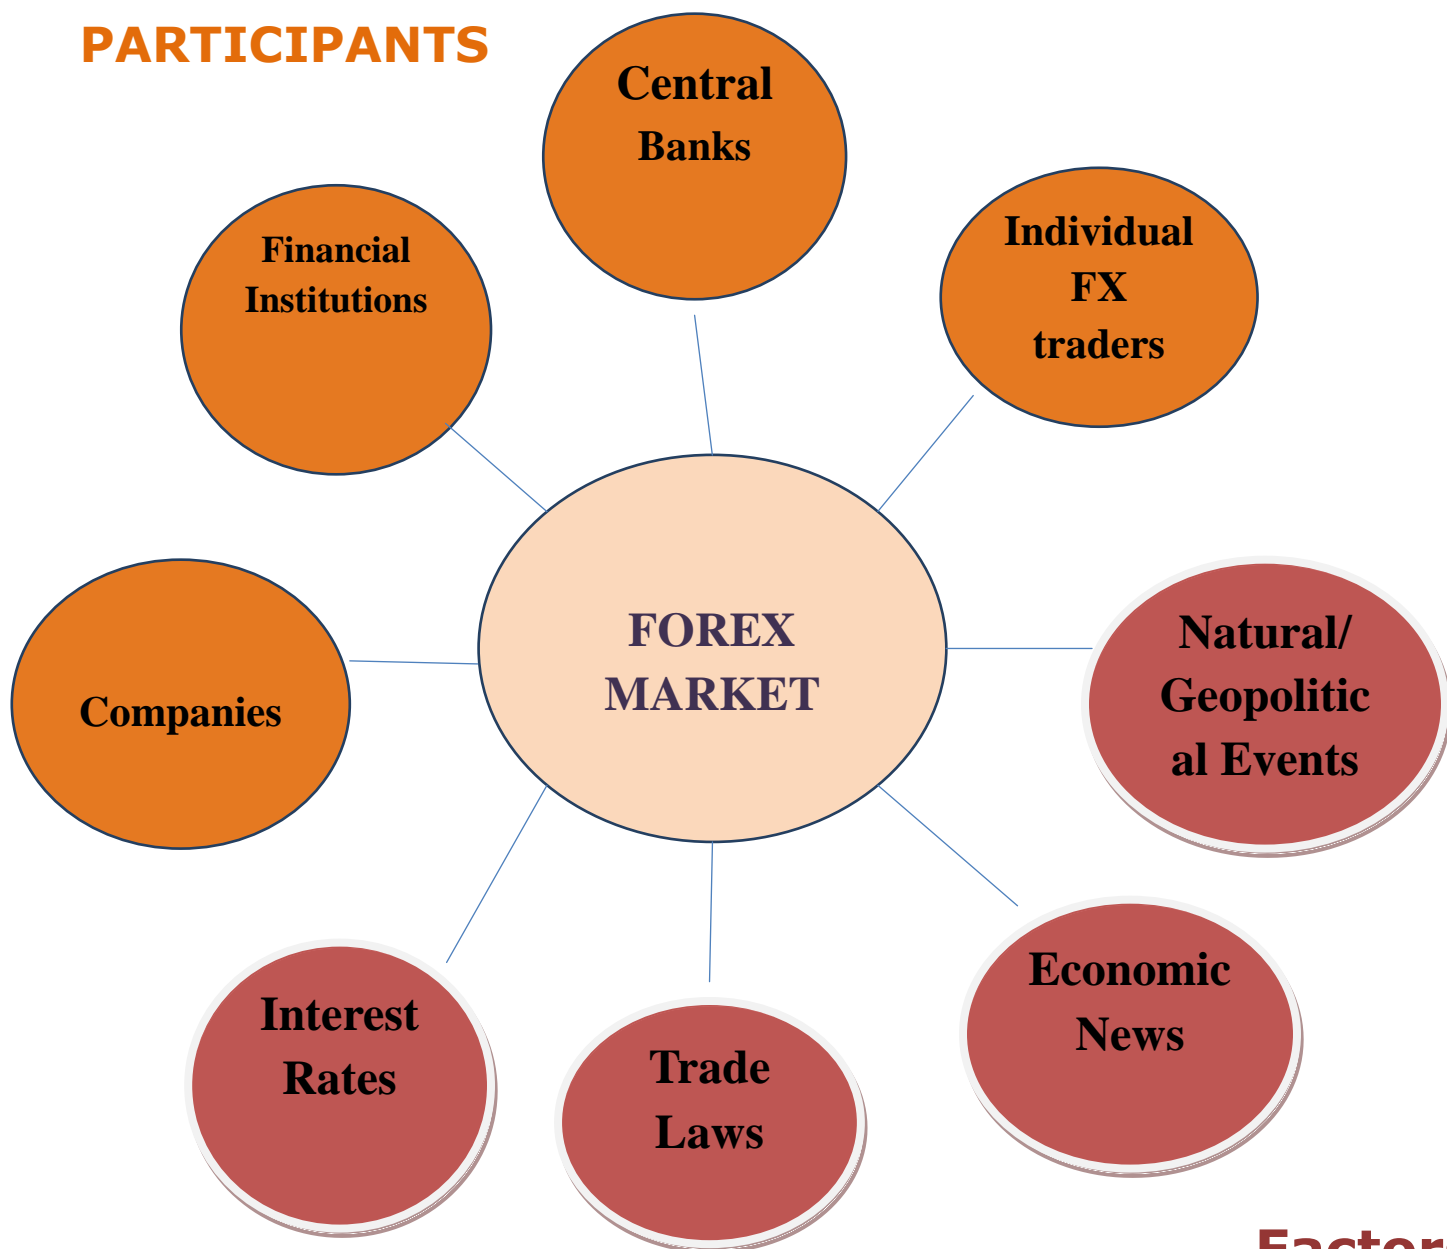 PARTICIPANTS
Central
Banks
Individual
FX
traders
Financial
Institutions
FOREX
MARKET
Natural/
Geopolitic
al Events
Companies
Economic
News
Interest
Rates
Trade
Laws